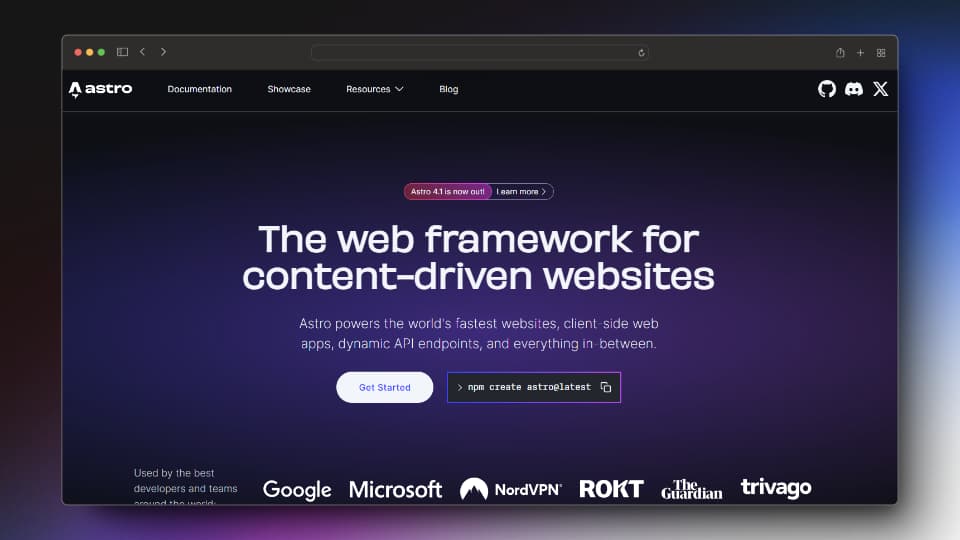 astro
Documentation
Showcase
Resources
Blog
Astro 4.1 is now out!
Learn more
The web framework for
content-driven websites
Astro powers the world's fastest websites, client-side web
apps, dynamic API endpoints, and everything in-between.
Get Started
> npm create astro@latest
Used by the best
developers and teams
around the world:
Google
Microsoft
NordVPN®
ROKT
The
Guardian
trivago